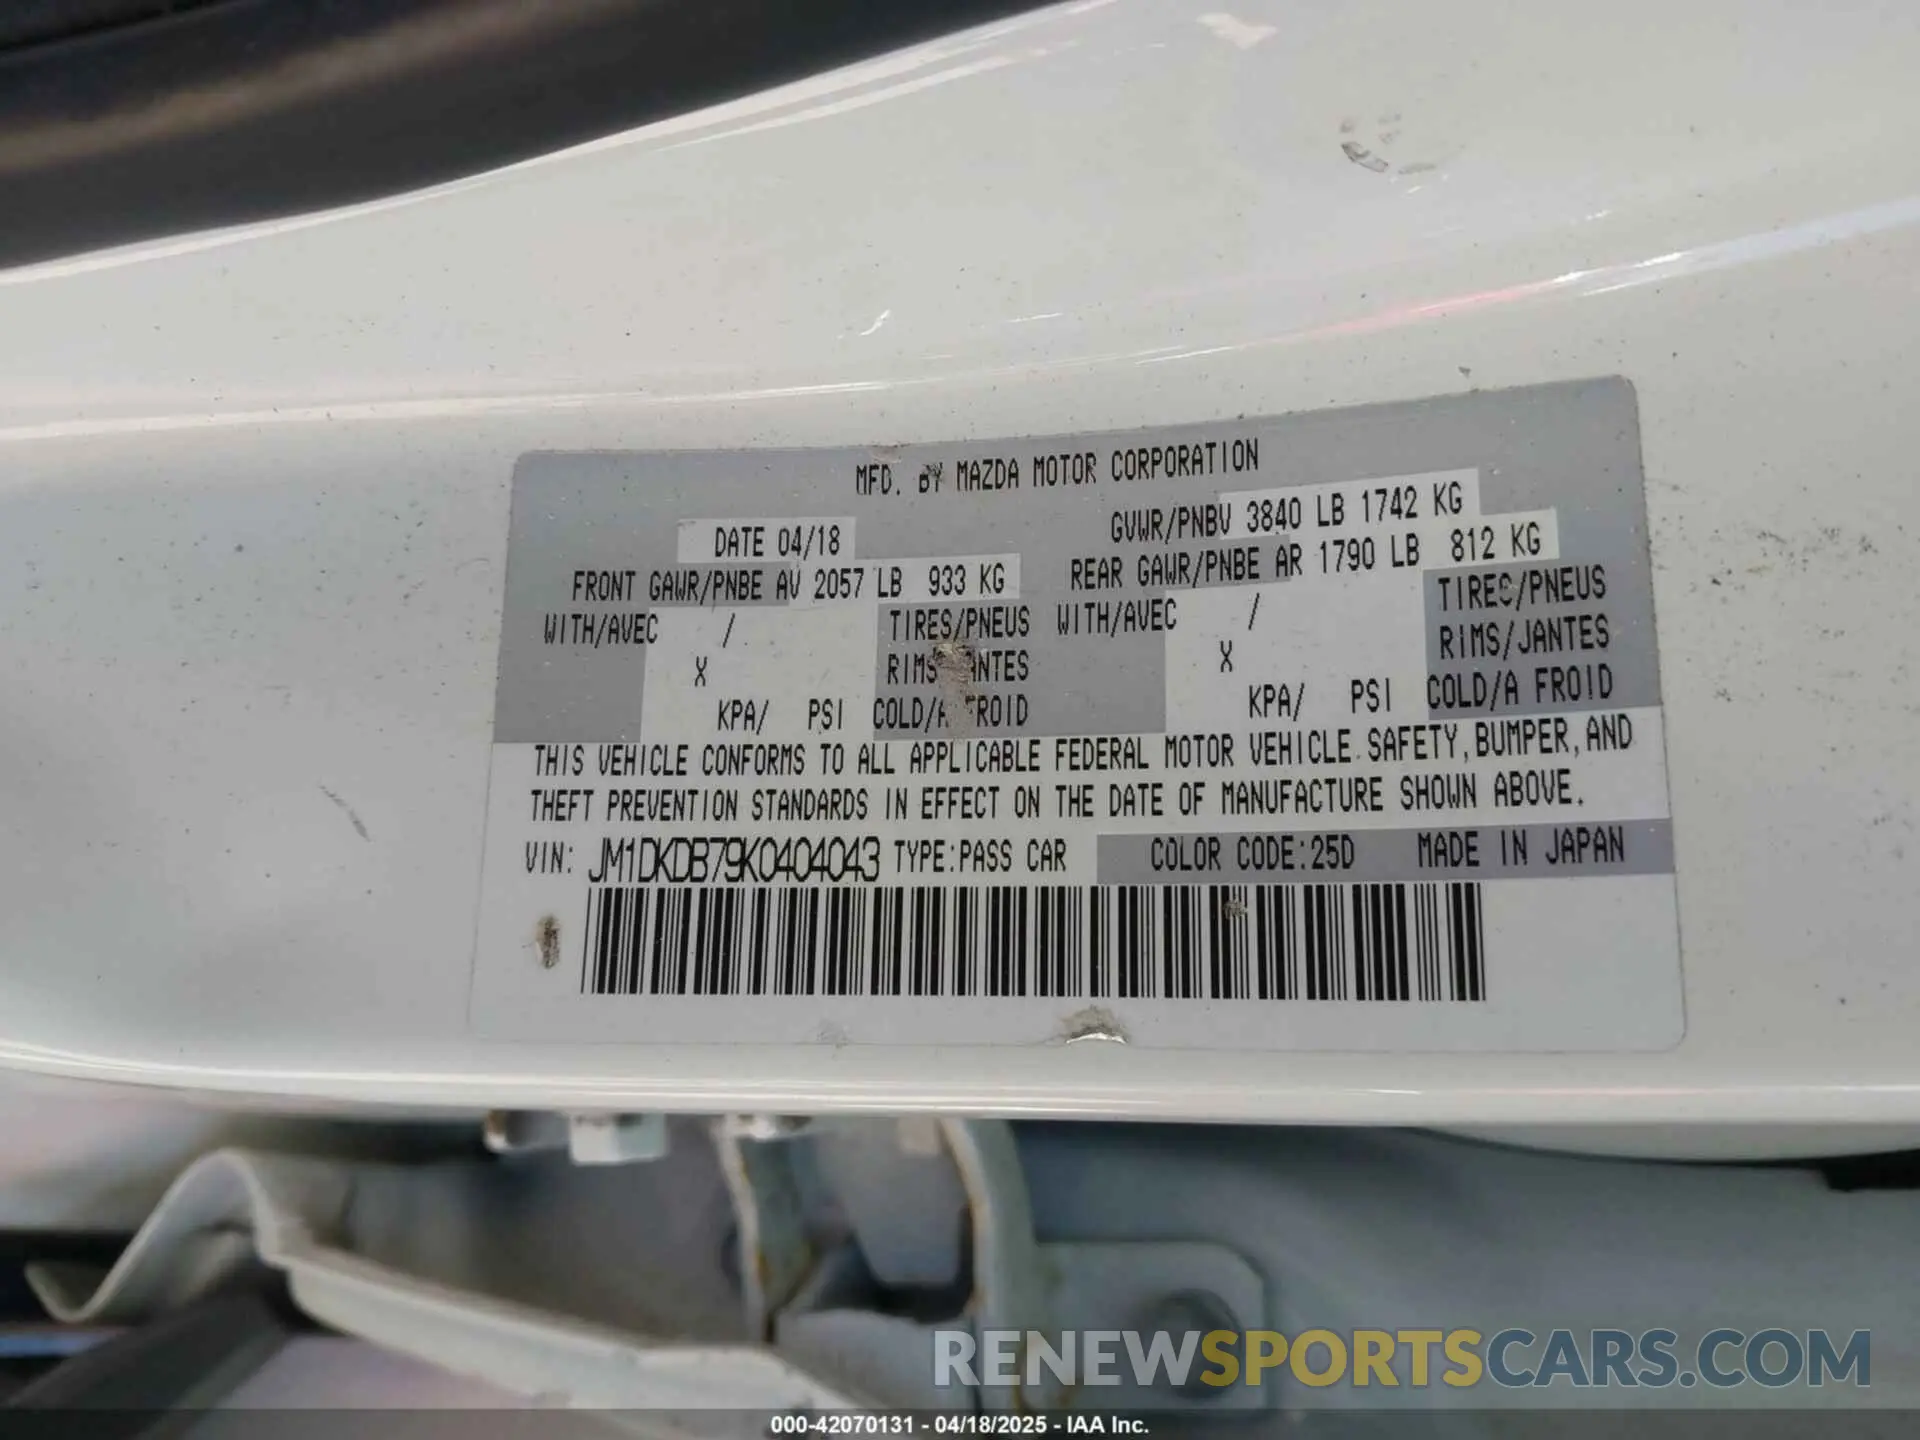 MFD. BY MAZDA MOTOR CORPORATION
DATE 04/18
GVWR/PNBV 3840 LB 1742 KG
FRONT GAWR/PNBE AV 2057 LB 933 KG
REAR GAWR/PNBE AR 1790 LB 812 KG
WITH/AVEC / TIRES/PNEUS WITH/AVEC / TIRES/PNEUS
X RIMS/JANTES X RIMS/JANTES
KPA/ PSI COLD/A FROID KPA/ PSI COLD/A FROID
THIS VEHICLE CONFORMS TO ALL APPLICABLE FEDERAL MOTOR VEHICLE SAFETY, BUMPER, AND
THEFT PREVENTION STANDARDS IN EFFECT ON THE DATE OF MANUFACTURE SHOWN ABOVE.
VIN: JM1DKDB79K0404043 TYPE:PASS CAR COLOR CODE:25D MADE IN JAPAN
RENEWSPORTSCARS.COM
000-42070131 - 04/18/2025 - IAA Inc.